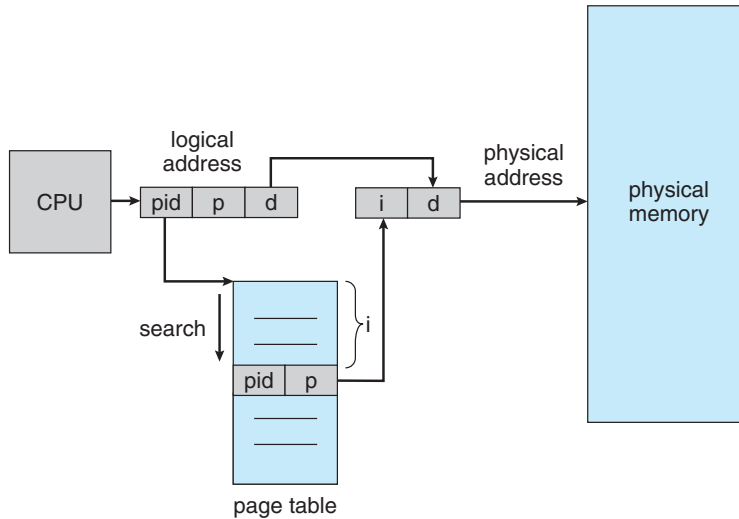 logical
address
physical
address
CPU
pid p d
i d
physical
memory
search
i
pid p
page table